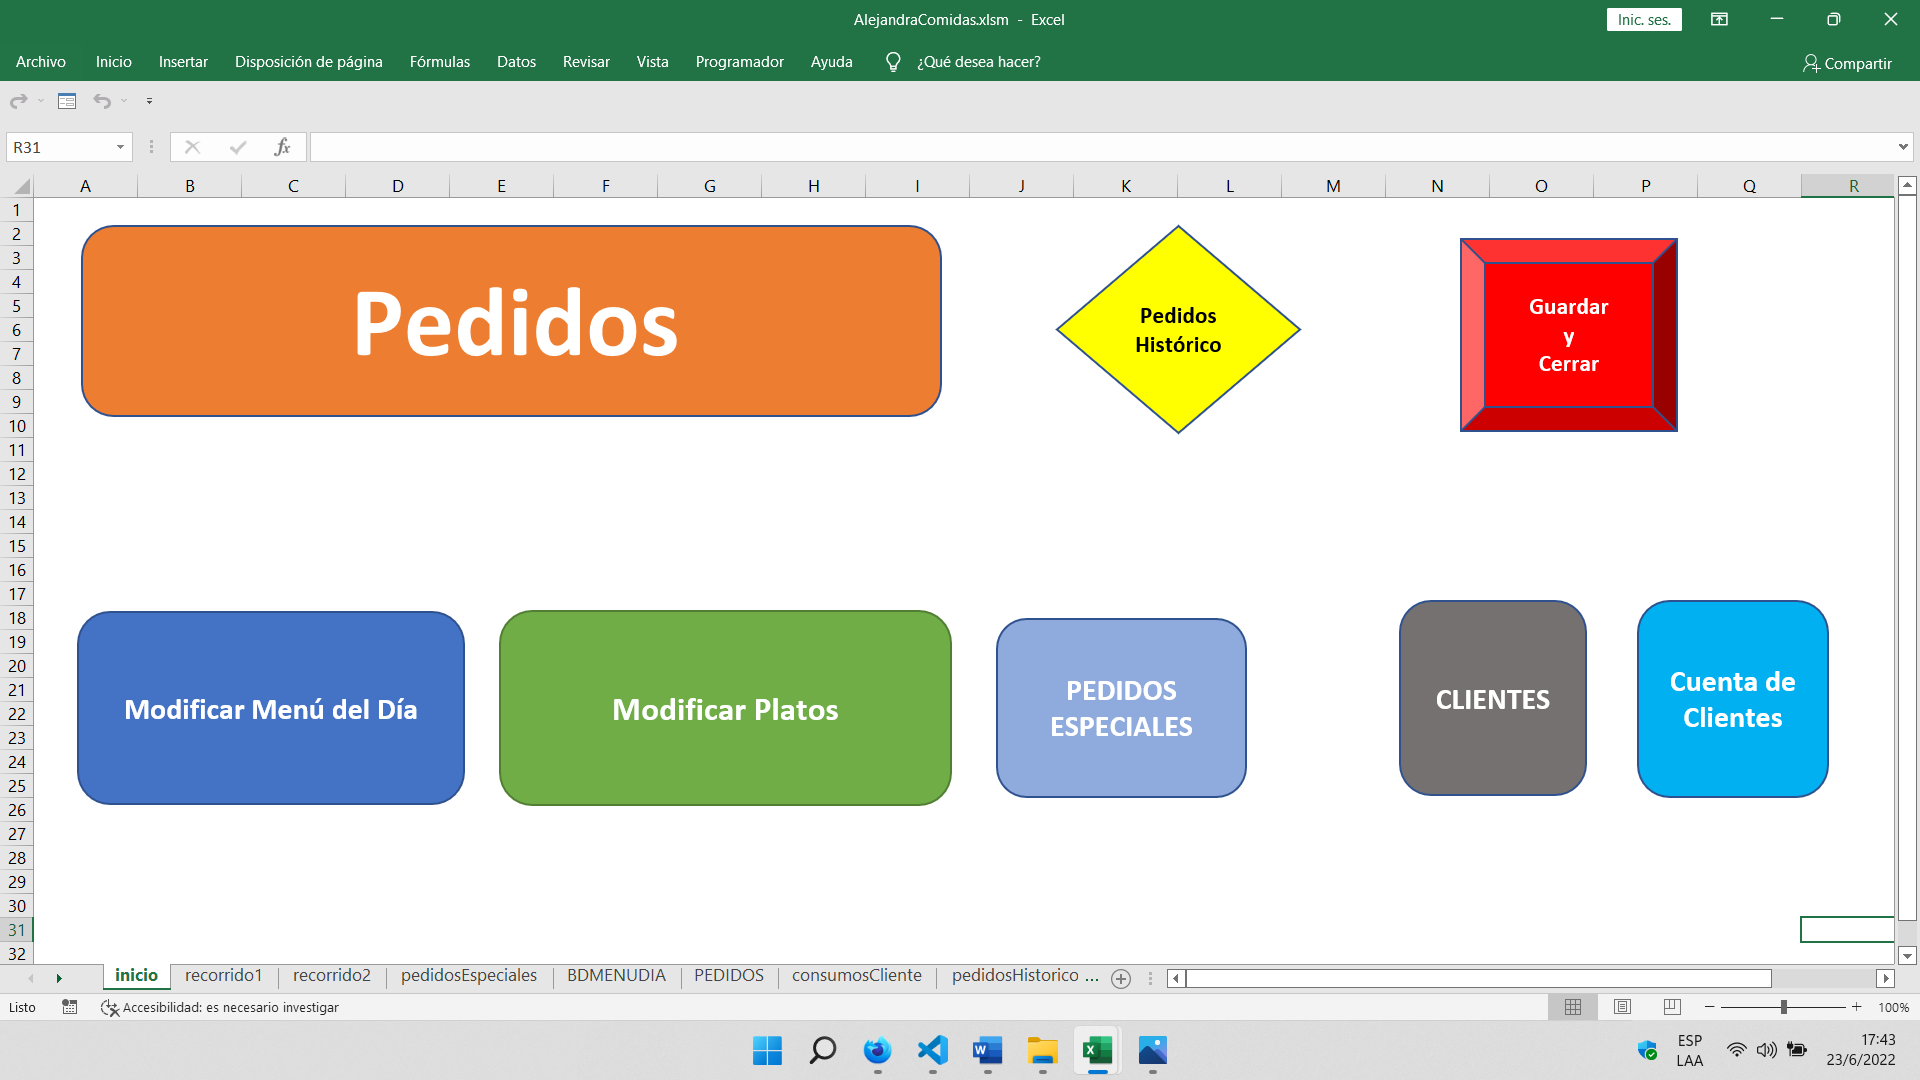 AlejandraComidas.xlsm - Excel
Inic. ses.
Archivo Inicio Insertar Disposición de página Fórmulas Datos Revisar Vista Programador Ayuda ¿Qué desea hacer? Compartir
R31 fx
A B C D E F G H I J K L M N O P Q R
1
2
3
4
5
6
7
8
9
10
11
12
13
14
15
16
17
18
19
20
21
22
23
24
25
26
27
28
29
30
31
32
Pedidos
Pedidos
Histórico
Guardar
y
Cerrar
Modificar Menú del Día
Modificar Platos
PEDIDOS
ESPECIALES
CLIENTES
Cuenta de
Clientes
inicio recorrido1 recorrido2 pedidosEspeciales BDMENUDIA PEDIDOS consumosCliente pedidosHistorico ...
Listo Accesibilidad: es necesario investigar 100%
ESP
LAA
17:43
23/6/2022